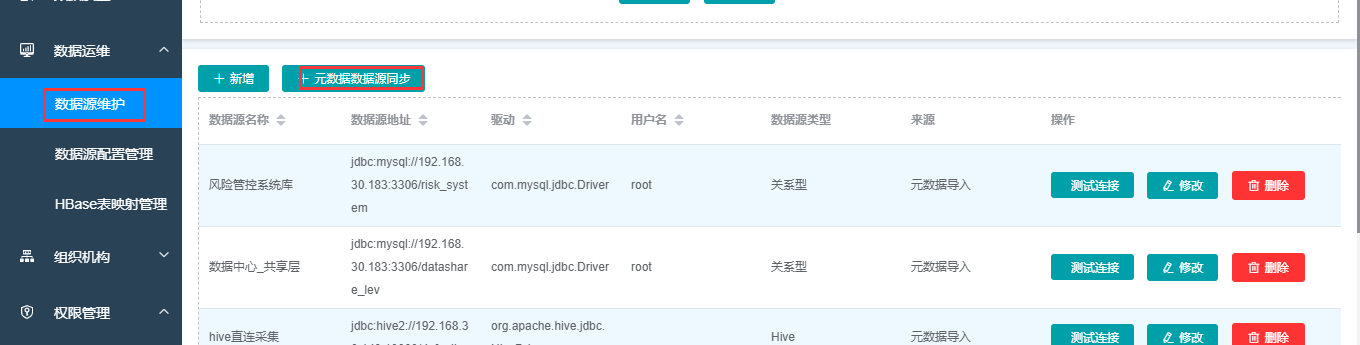 数据运维
数据源维护
数据源配置管理
HBase表映射管理
组织机构
权限管理
新增
元数据数据源同步
数据源名称 数据源地址 驱动 用户名 数据源类型 来源 操作
风险管控系统库
jdbc:mysql://192.168.
30.183:3306/risk_syst
em
com.mysql.jdbc.Driver
root
关系型
元数据导入
测试连接 修改 删除
数据中心_共享层
jdbc:mysql://192.168.
30.183:3306/datashar
e_lev
com.mysql.jdbc.Driver
root
关系型
元数据导入
测试连接 修改 删除
hive直连采集
jdbc:hive2://192.168.3
org.apache.hive.jdbc.
Hive
元数据导入
测试连接 修改 删除